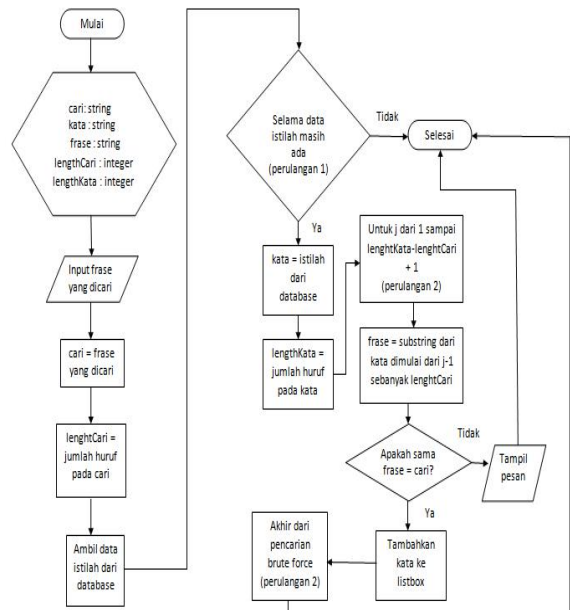 Mulai
cari : string
kata : string
frase : string
lengthCari : integer
lengthKata : integer
Input frase
yang dicari
cari = frase
yang dicari
lenghtCari =
jumlah huruf
pada cari
Ambil data
istilah dari
database
Selama data
istilah masih
ada
(perulangan 1)
Tidak
Selesai
Ya
kata = istilah
dari
database
lengthKata =
jumlah huruf
pada kata
Untuk j dari 1 sampai
lenghtKata-lenghtCari
+ 1
(perulangan 2)
frase = substring dari
kata dimulai dari j-1
sebanyak lenghtCari
Apakah sama
frase = cari?
Tidak
Tampil
pesan
Ya
Tambahkan
kata ke
listbox
Akhir dari
pencarian
brute force
(perulangan 2)